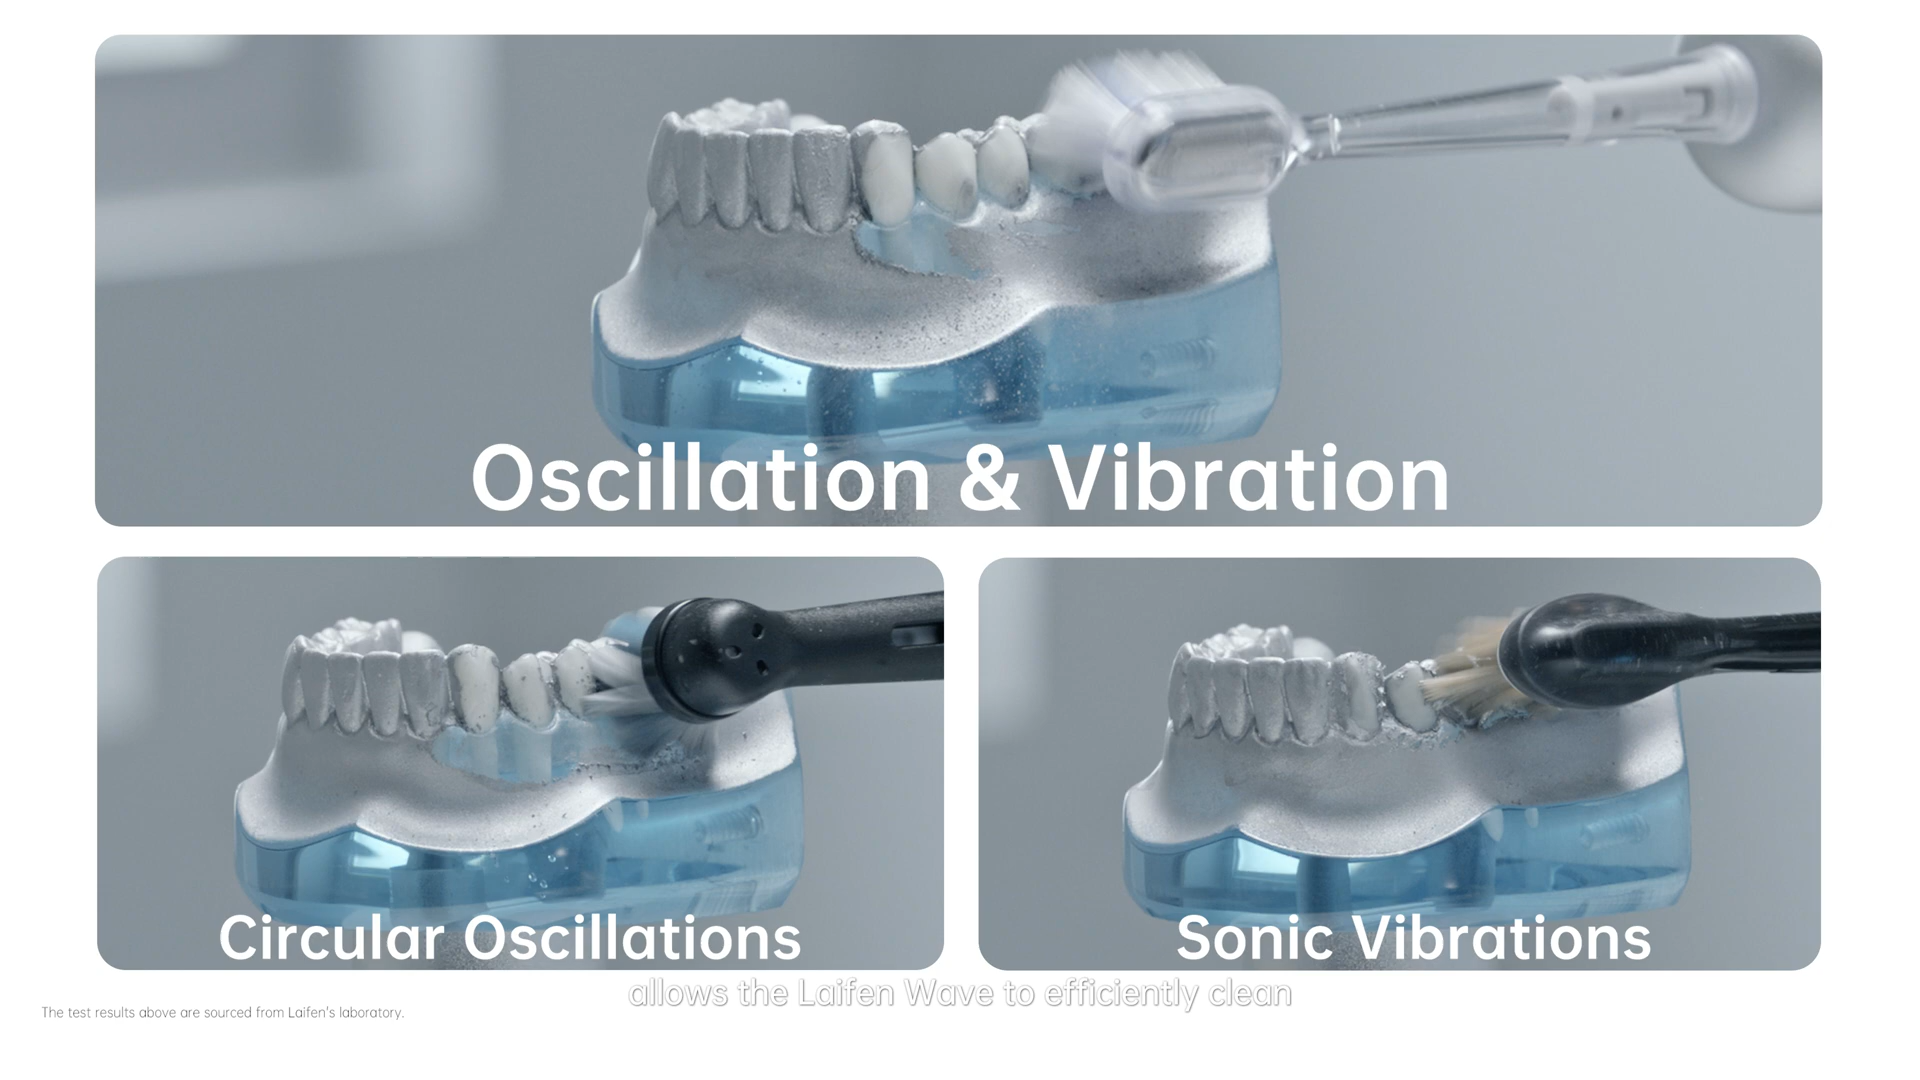 Oscillation & Vibration
Circular Oscillations
Sonic Vibrations
allows the Laifen Wave to efficiently clean
The test results above are sourced from Laifen's laboratory.